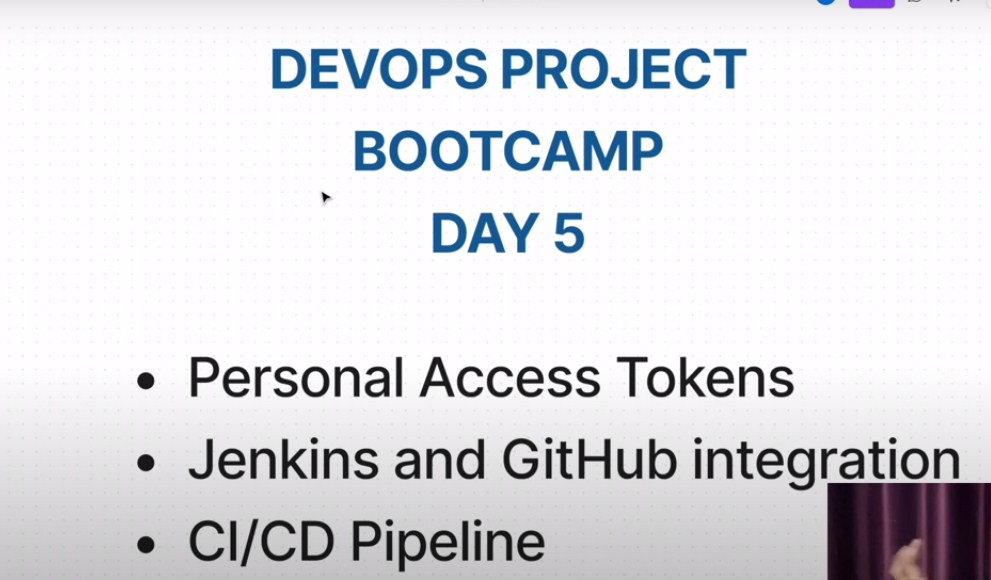 DEVOPS PROJECT
BOOTCAMP
DAY 5
Personal Access Tokens
Jenkins and GitHub integration
CI/CD Pipeline